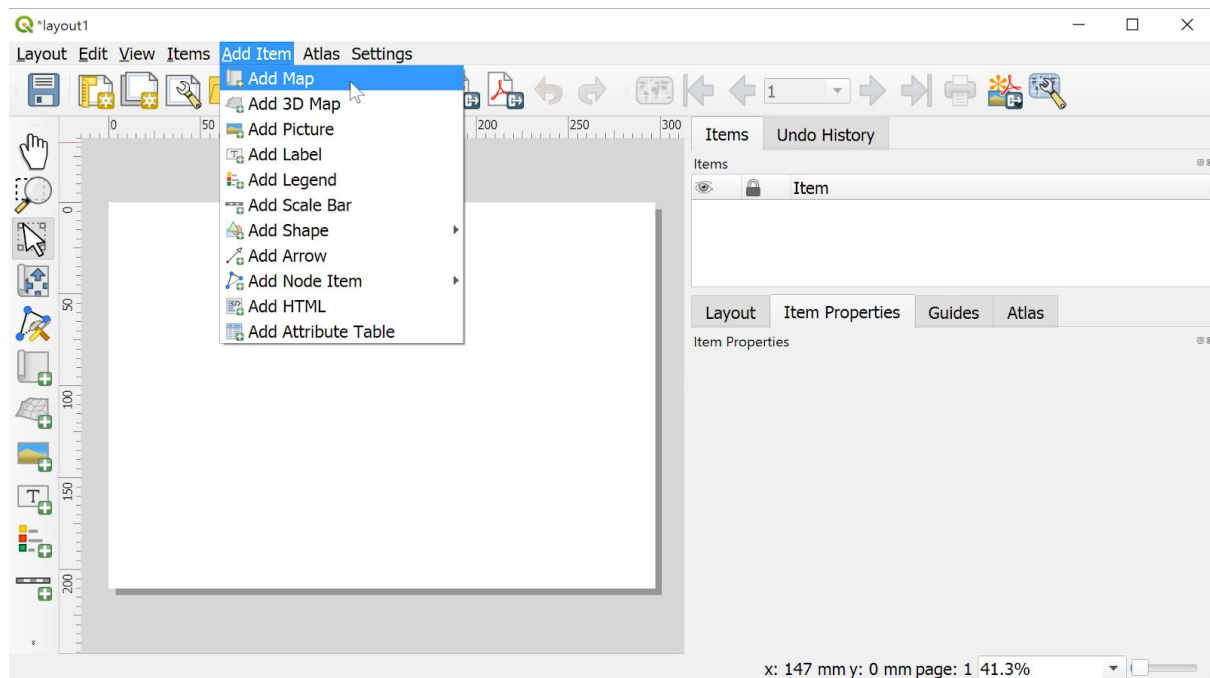 *layout1
Layout Edit View Items Add Item Atlas Settings
Add Map
Add 3D Map
Add Picture
Add Label
Add Legend
Add Scale Bar
Add Shape
Add Arrow
Add Node Item
Add HTML
Add Attribute Table
1
0 50 200 250 300
0
50
100
150
200
Items Undo History
Items
Item
Layout Item Properties Guides Atlas
Item Properties
x: 147 mm y: 0 mm page: 1 41.3%